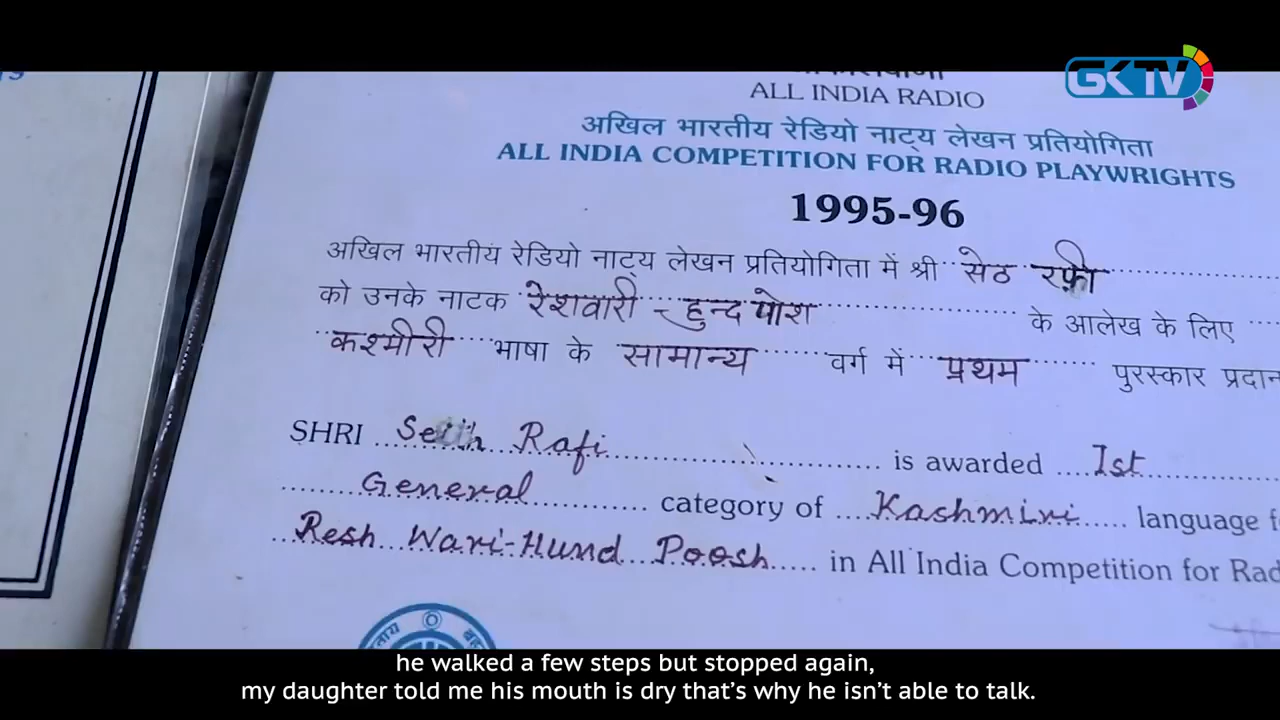 GKTV
ALL INDIA RADIO
अखिल भारतीय रेडियो नाट्य लेखन प्रतियोगिता
ALL INDIA COMPETITION FOR RADIO PLAYWRIGHTS
1995-96
अखिल भारतीय रेडियो नाट्य लेखन प्रतियोगिता में श्री सेठ रफ़ी
को उनके नाटक रेशवारी - हुन्द पोश के आलेख के लिए
कश्मीरी भाषा के सामान्य वर्ग में प्रथम पुरस्कार प्रदान
SHRI Seth Rafi is awarded Ist
General category of Kashmiri language
Resh Wari-Hund Poosh in All India Competition for
he walked a few steps but stopped again,
my daughter told me his mouth is dry that's why he isn't able to talk.